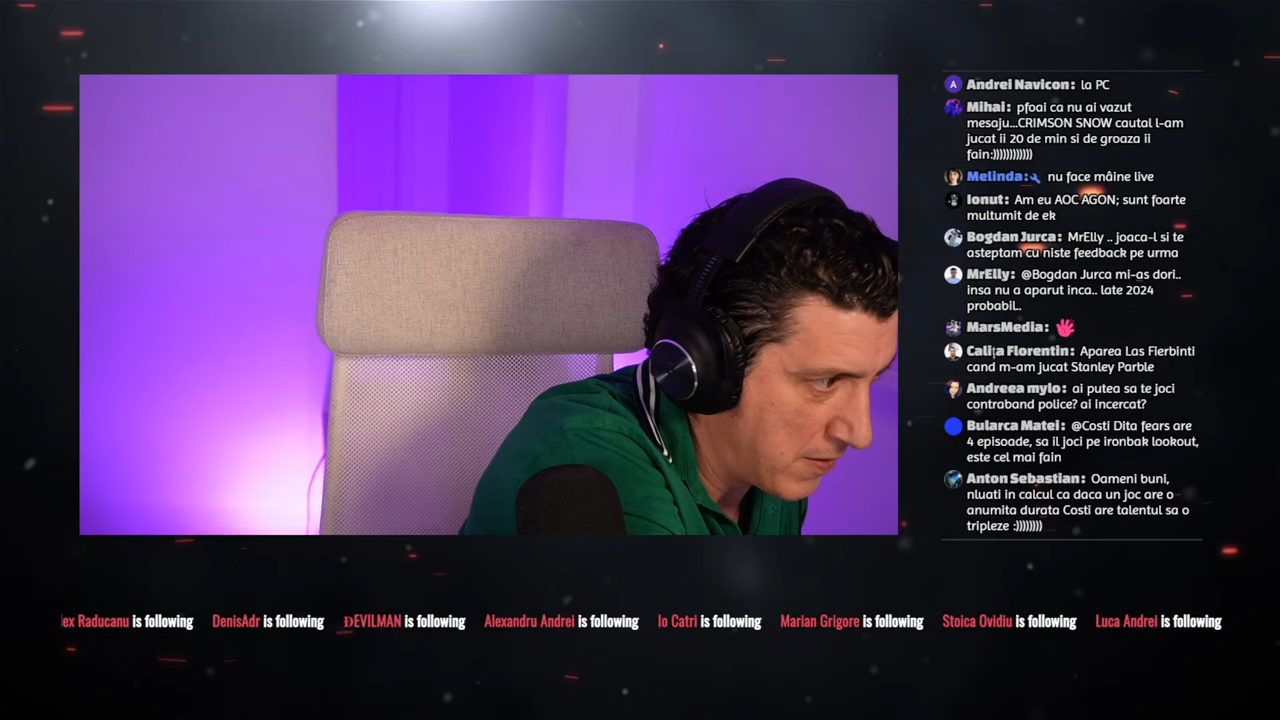 Andrei Navicon: la PC
Mihai: pfoai ca nu ai vazut
mesaju...CRIMSON SNOW cautal l-am
jucat ii 20 de min si de groaza ii
fain:))))))))))))
Melinda: nu face mâine live
Ionut: Am eu AOC AGON; sunt foarte
multumit de ek
Bogdan Jurca: MrElly .. joaca-l si te
asteptam cu niste feedback pe urma
MrElly: @Bogdan Jurca mi-as dori..
insa nu a aparut inca.. late 2024
probabil..
MarsMedia:
Calița Florentin: Aparea Las Fierbinti
cand m-am jucat Stanley Parble
Andreea mylo: ai putea sa te joci
contraband police? ai incercat?
Bularca Matei: @Costi Dita fears are
4 episoade, sa il joci pe ironbak lookout,
este cel mai fain
Anton Sebastian: Oameni buni,
nluati in calcul ca daca un joc are o
anumita durata Costi are talentul sa o
tripleze :))))))))
lex Raducanu is following DenisAdr is following ĐEVILMAN is following Alexandru Andrei is following Io Catri is following Marian Grigore is following Stoica Ovidiu is following Luca Andrei is following